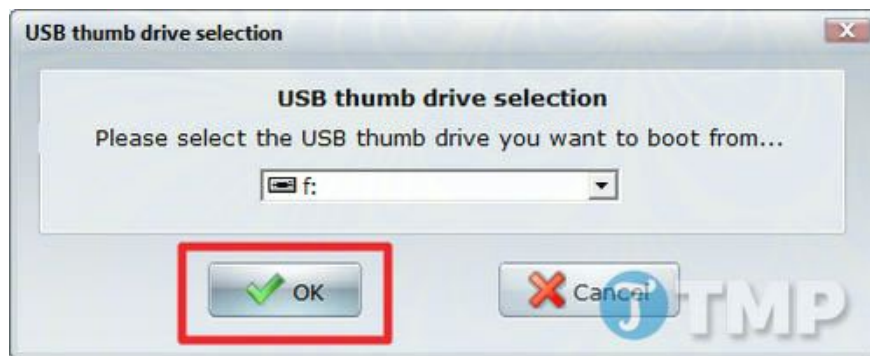 USB thumb drive selection
USB thumb drive selection
Please select the USB thumb drive you want to boot from...
f:
OK
Cancel
TMP